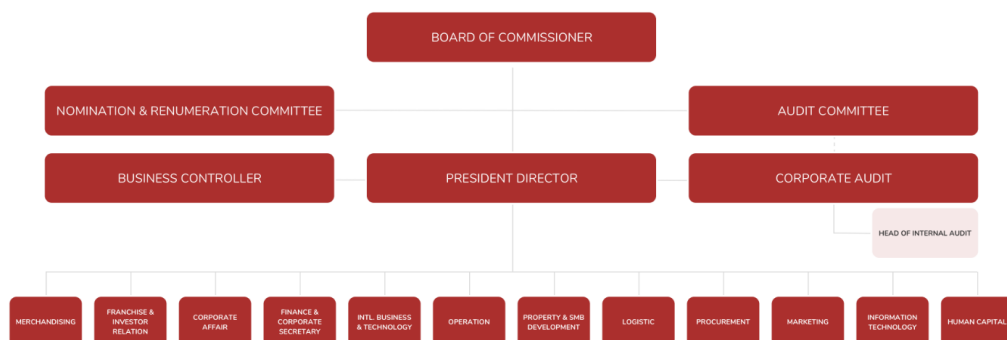 BOARD OF COMMISSIONER
NOMINATION & RENUMERATION COMMITTEE
AUDIT COMMITTEE
BUSINESS CONTROLLER
PRESIDENT DIRECTOR
CORPORATE AUDIT
HEAD OF INTERNAL AUDIT
MERCHANDISING
FRANCHISE &
INVESTOR
RELATION
CORPORATE
AFFAIR
FINANCE &
CORPORATE
SECRETARY
INTL. BUSINESS
& TECHNOLOGY
OPERATION
PROPERTY & SMB
DEVELOPMENT
LOGISTIC
PROCUREMENT
MARKETING
INFORMATION
TECHNOLOGY
HUMAN CAPITAL